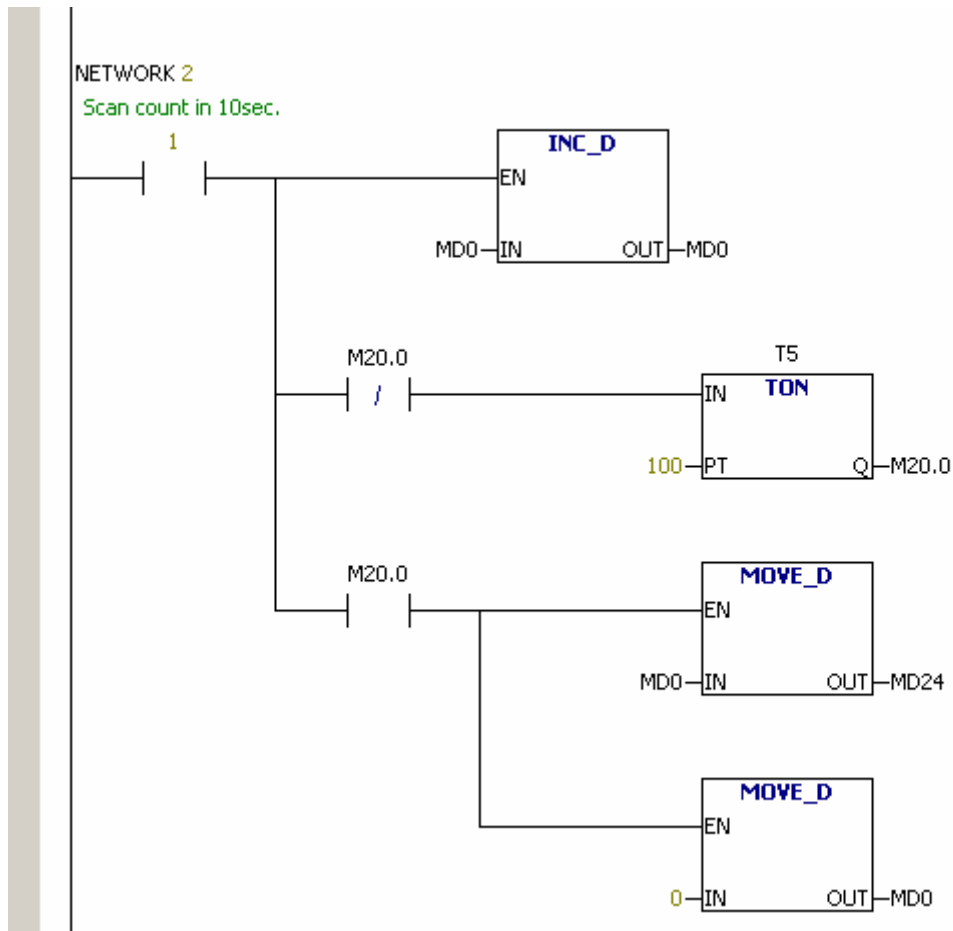 NETWORK 2
Scan count in 10sec.
1
INC_D
EN
MD0 IN OUT MD0
M20.0
/
T5
TON
IN
100 PT Q M20.0
M20.0
MOVE_D
EN
MD0 IN OUT MD24
MOVE_D
EN
0 IN OUT MD0